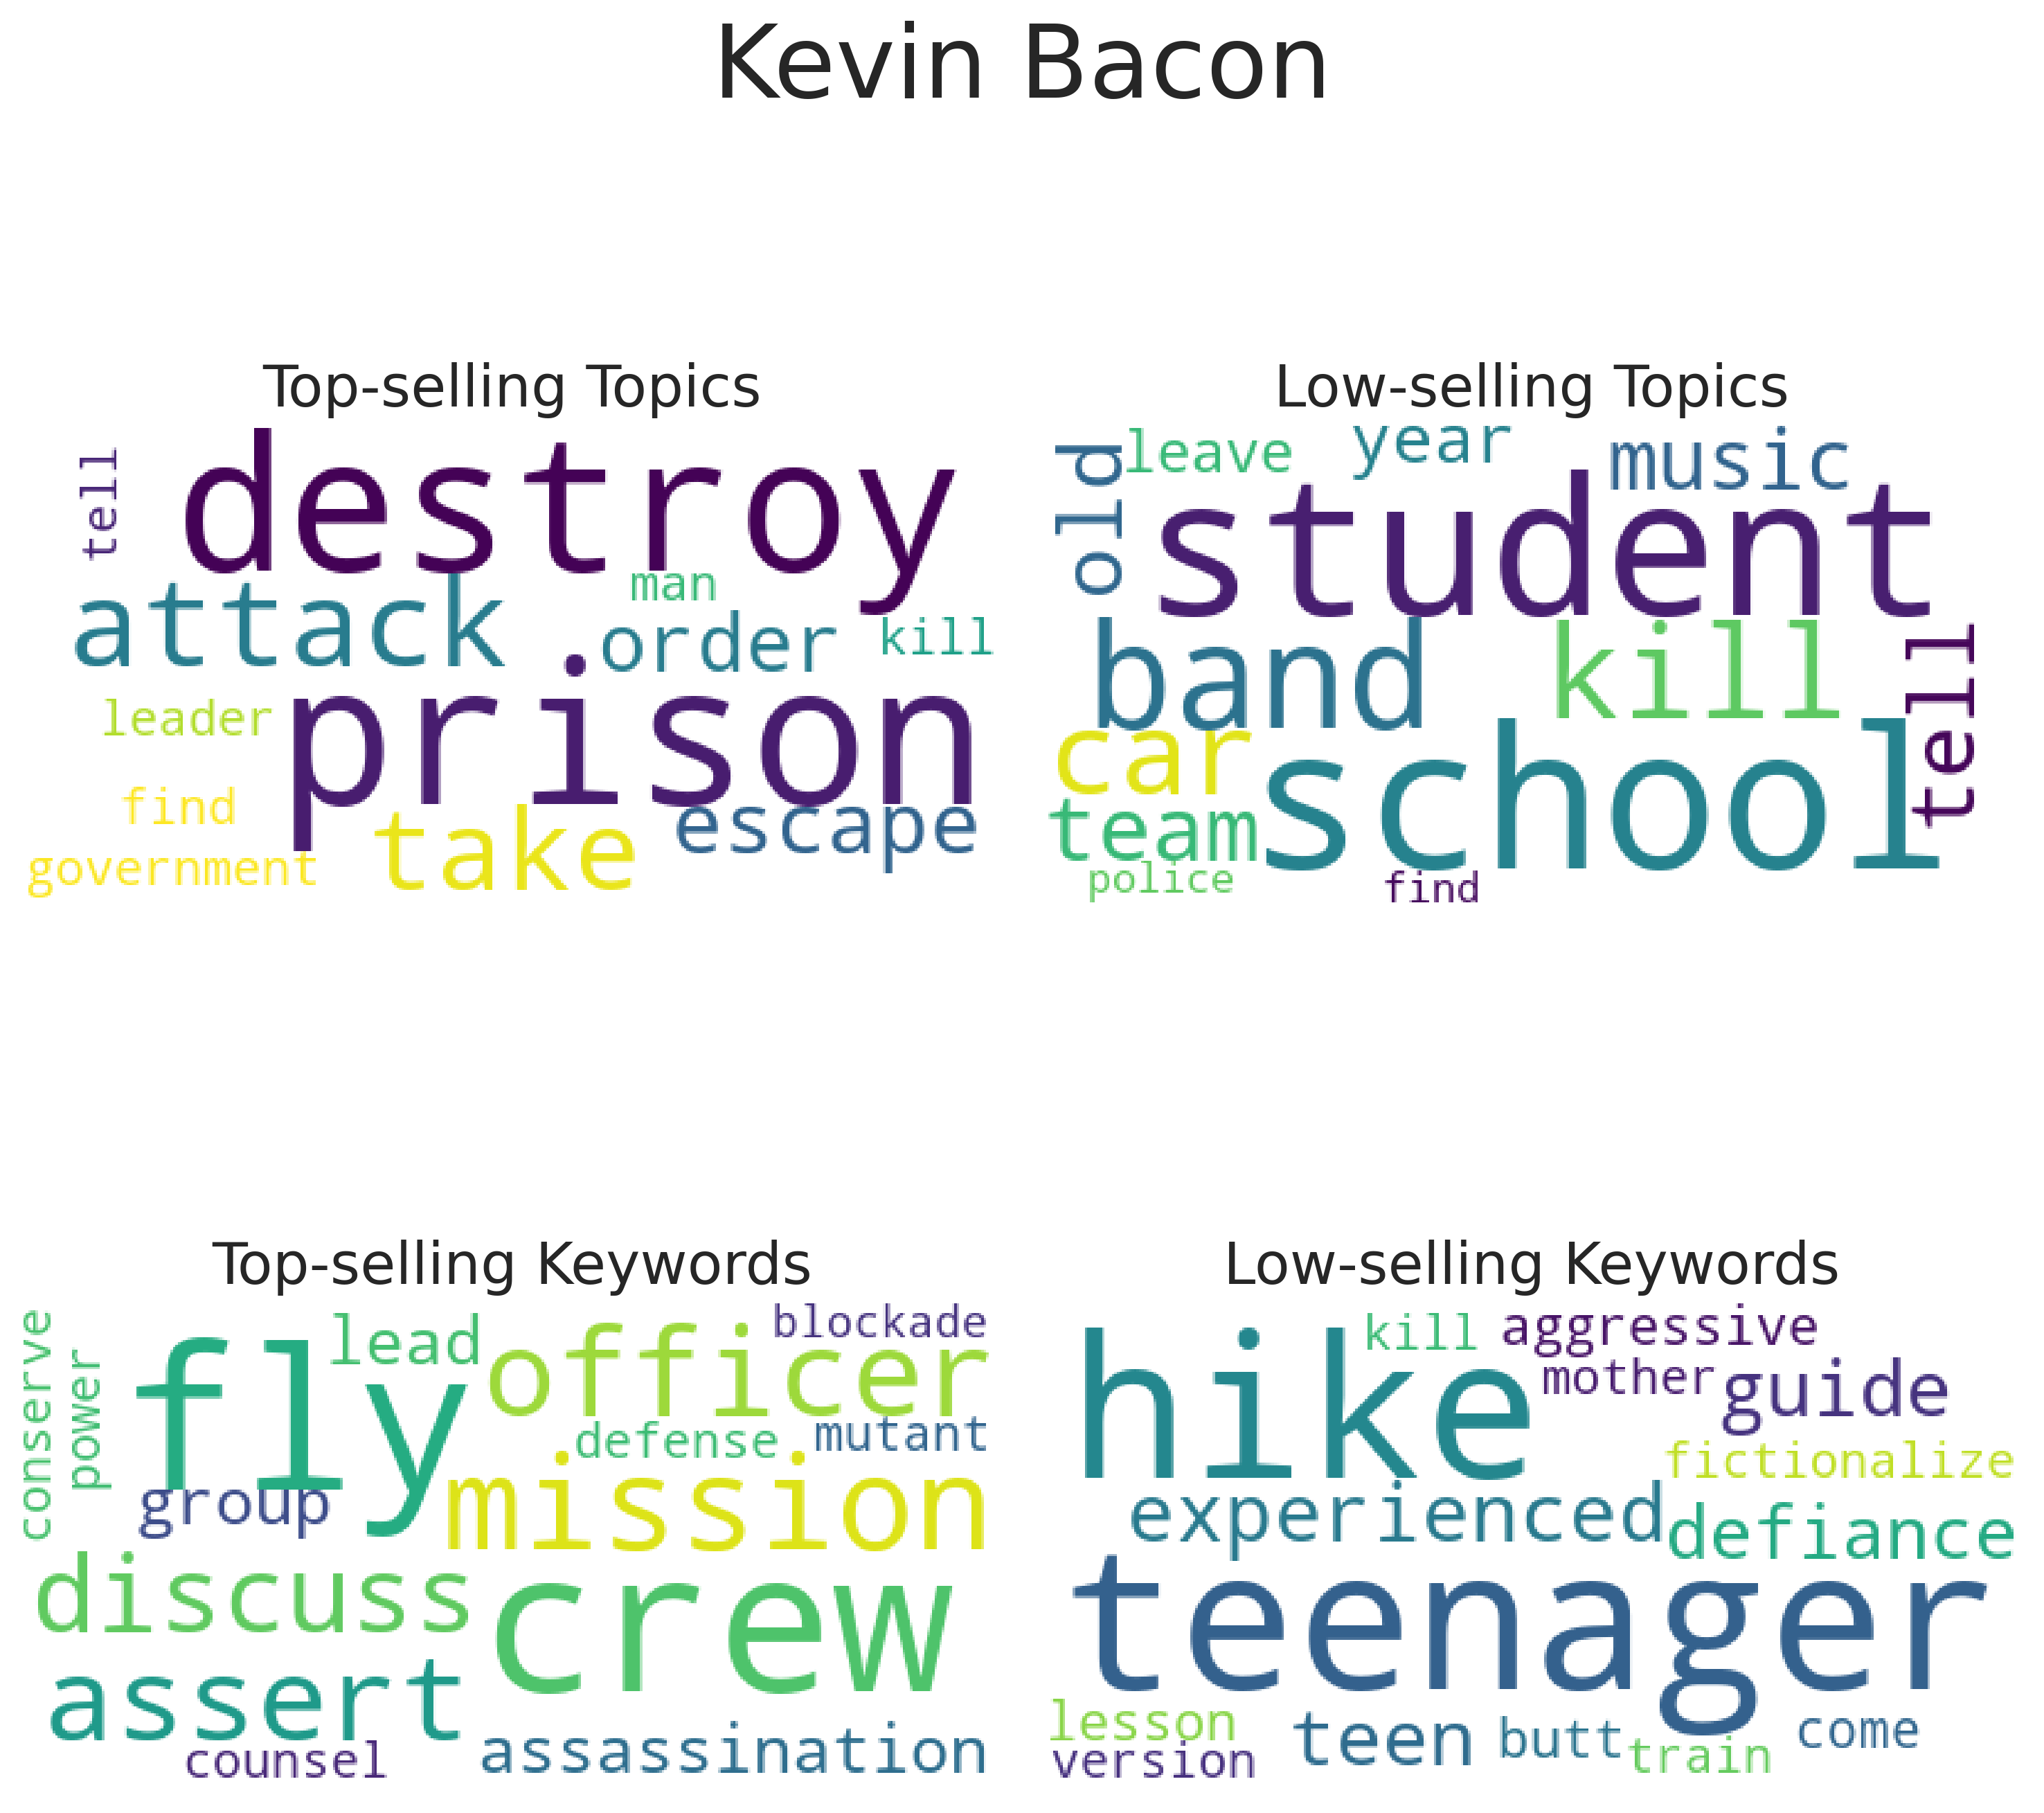 Kevin Bacon
Top-selling Topics
tell
destroy
attack
man
order
kill
leader
prison
find
take
escape
government
Low-selling Topics
old
leave
year
music
student
band
kill
tell
car
school
team
police
find
Top-selling Keywords
conserve
power
fly
lead
officer
blockade
defense
mutant
group
mission
discuss
crew
assert
counsel
assassination
Low-selling Keywords
hike
kill
aggressive
mother
guide
fictionalize
experienced
defiance
teenager
lesson
version
teen
butt
train
come